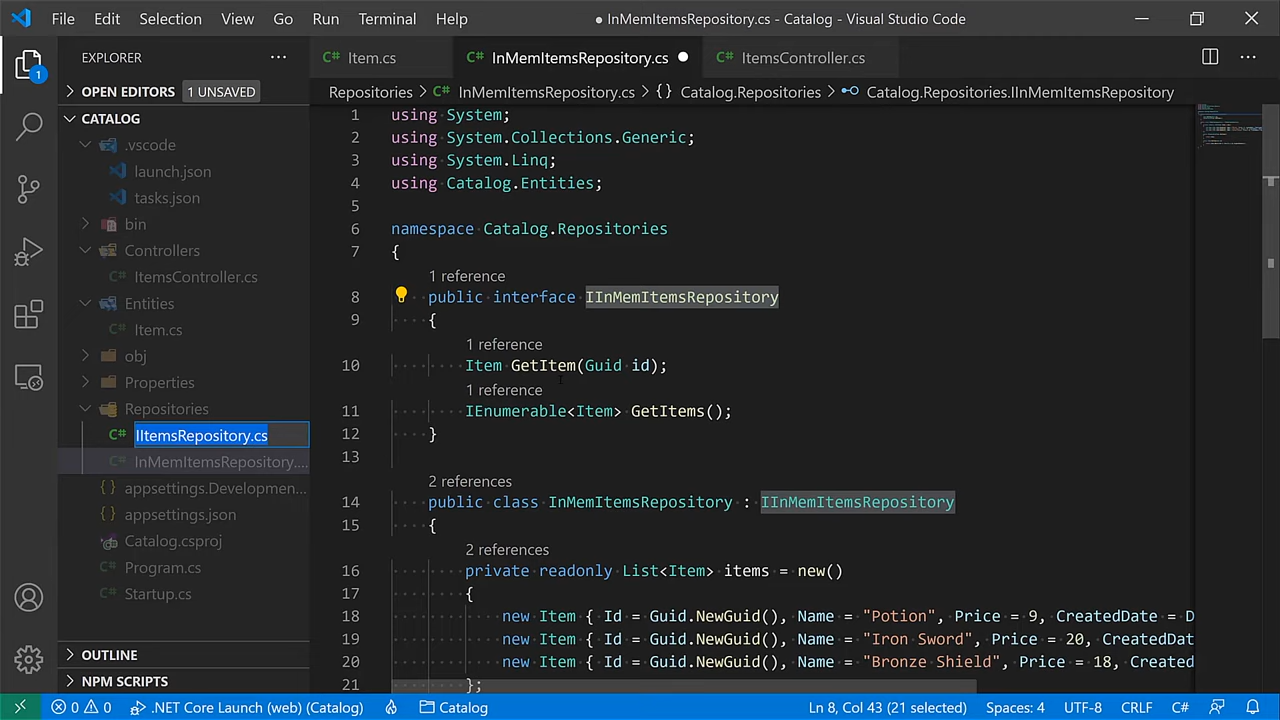 File Edit Selection View Go Run Terminal Help
● InMemItemsRepository.cs - Catalog - Visual Studio Code
EXPLORER ···
1
OPEN EDITORS 1 UNSAVED
CATALOG
.vscode
launch.json
tasks.json
bin
C# Controllers
C# ItemsController.cs
Entities
C# Item.cs
obj
Properties
Repositories
C# IItemsRepository.cs
C# InMemItemsRepository....
{} appsettings.Developmen...
{} appsettings.json
Catalog.csproj
C# Program.cs
C# Startup.cs
OUTLINE
NPM SCRIPTS
C# Item.cs
C# InMemItemsRepository.cs ●
C# ItemsController.cs
···
Repositories > C# InMemItemsRepository.cs > {} Catalog.Repositories > Catalog.Repositories.IInMemItemsRepository
1 using System;
2 using System.Collections.Generic;
3 using System.Linq;
4 using Catalog.Entities;
5
6 namespace Catalog.Repositories
7 {
1 reference
8 public interface IInMemItemsRepository
9 {
1 reference
10 Item GetItem(Guid id);
1 reference
11 IEnumerable<Item> GetItems();
12 }
13
2 references
14 public class InMemItemsRepository : IInMemItemsRepository
15 {
2 references
16 private readonly List<Item> items = new()
17 {
18 new Item { Id = Guid.NewGuid(), Name = "Potion", Price = 9, CreatedDate = D
19 new Item { Id = Guid.NewGuid(), Name = "Iron Sword", Price = 20, CreatedDat
20 new Item { Id = Guid.NewGuid(), Name = "Bronze Shield", Price = 18, Created
21 };
0 0 .NET Core Launch (web) (Catalog) Catalog Ln 8, Col 43 (21 selected) Spaces: 4 UTF-8 CRLF C#